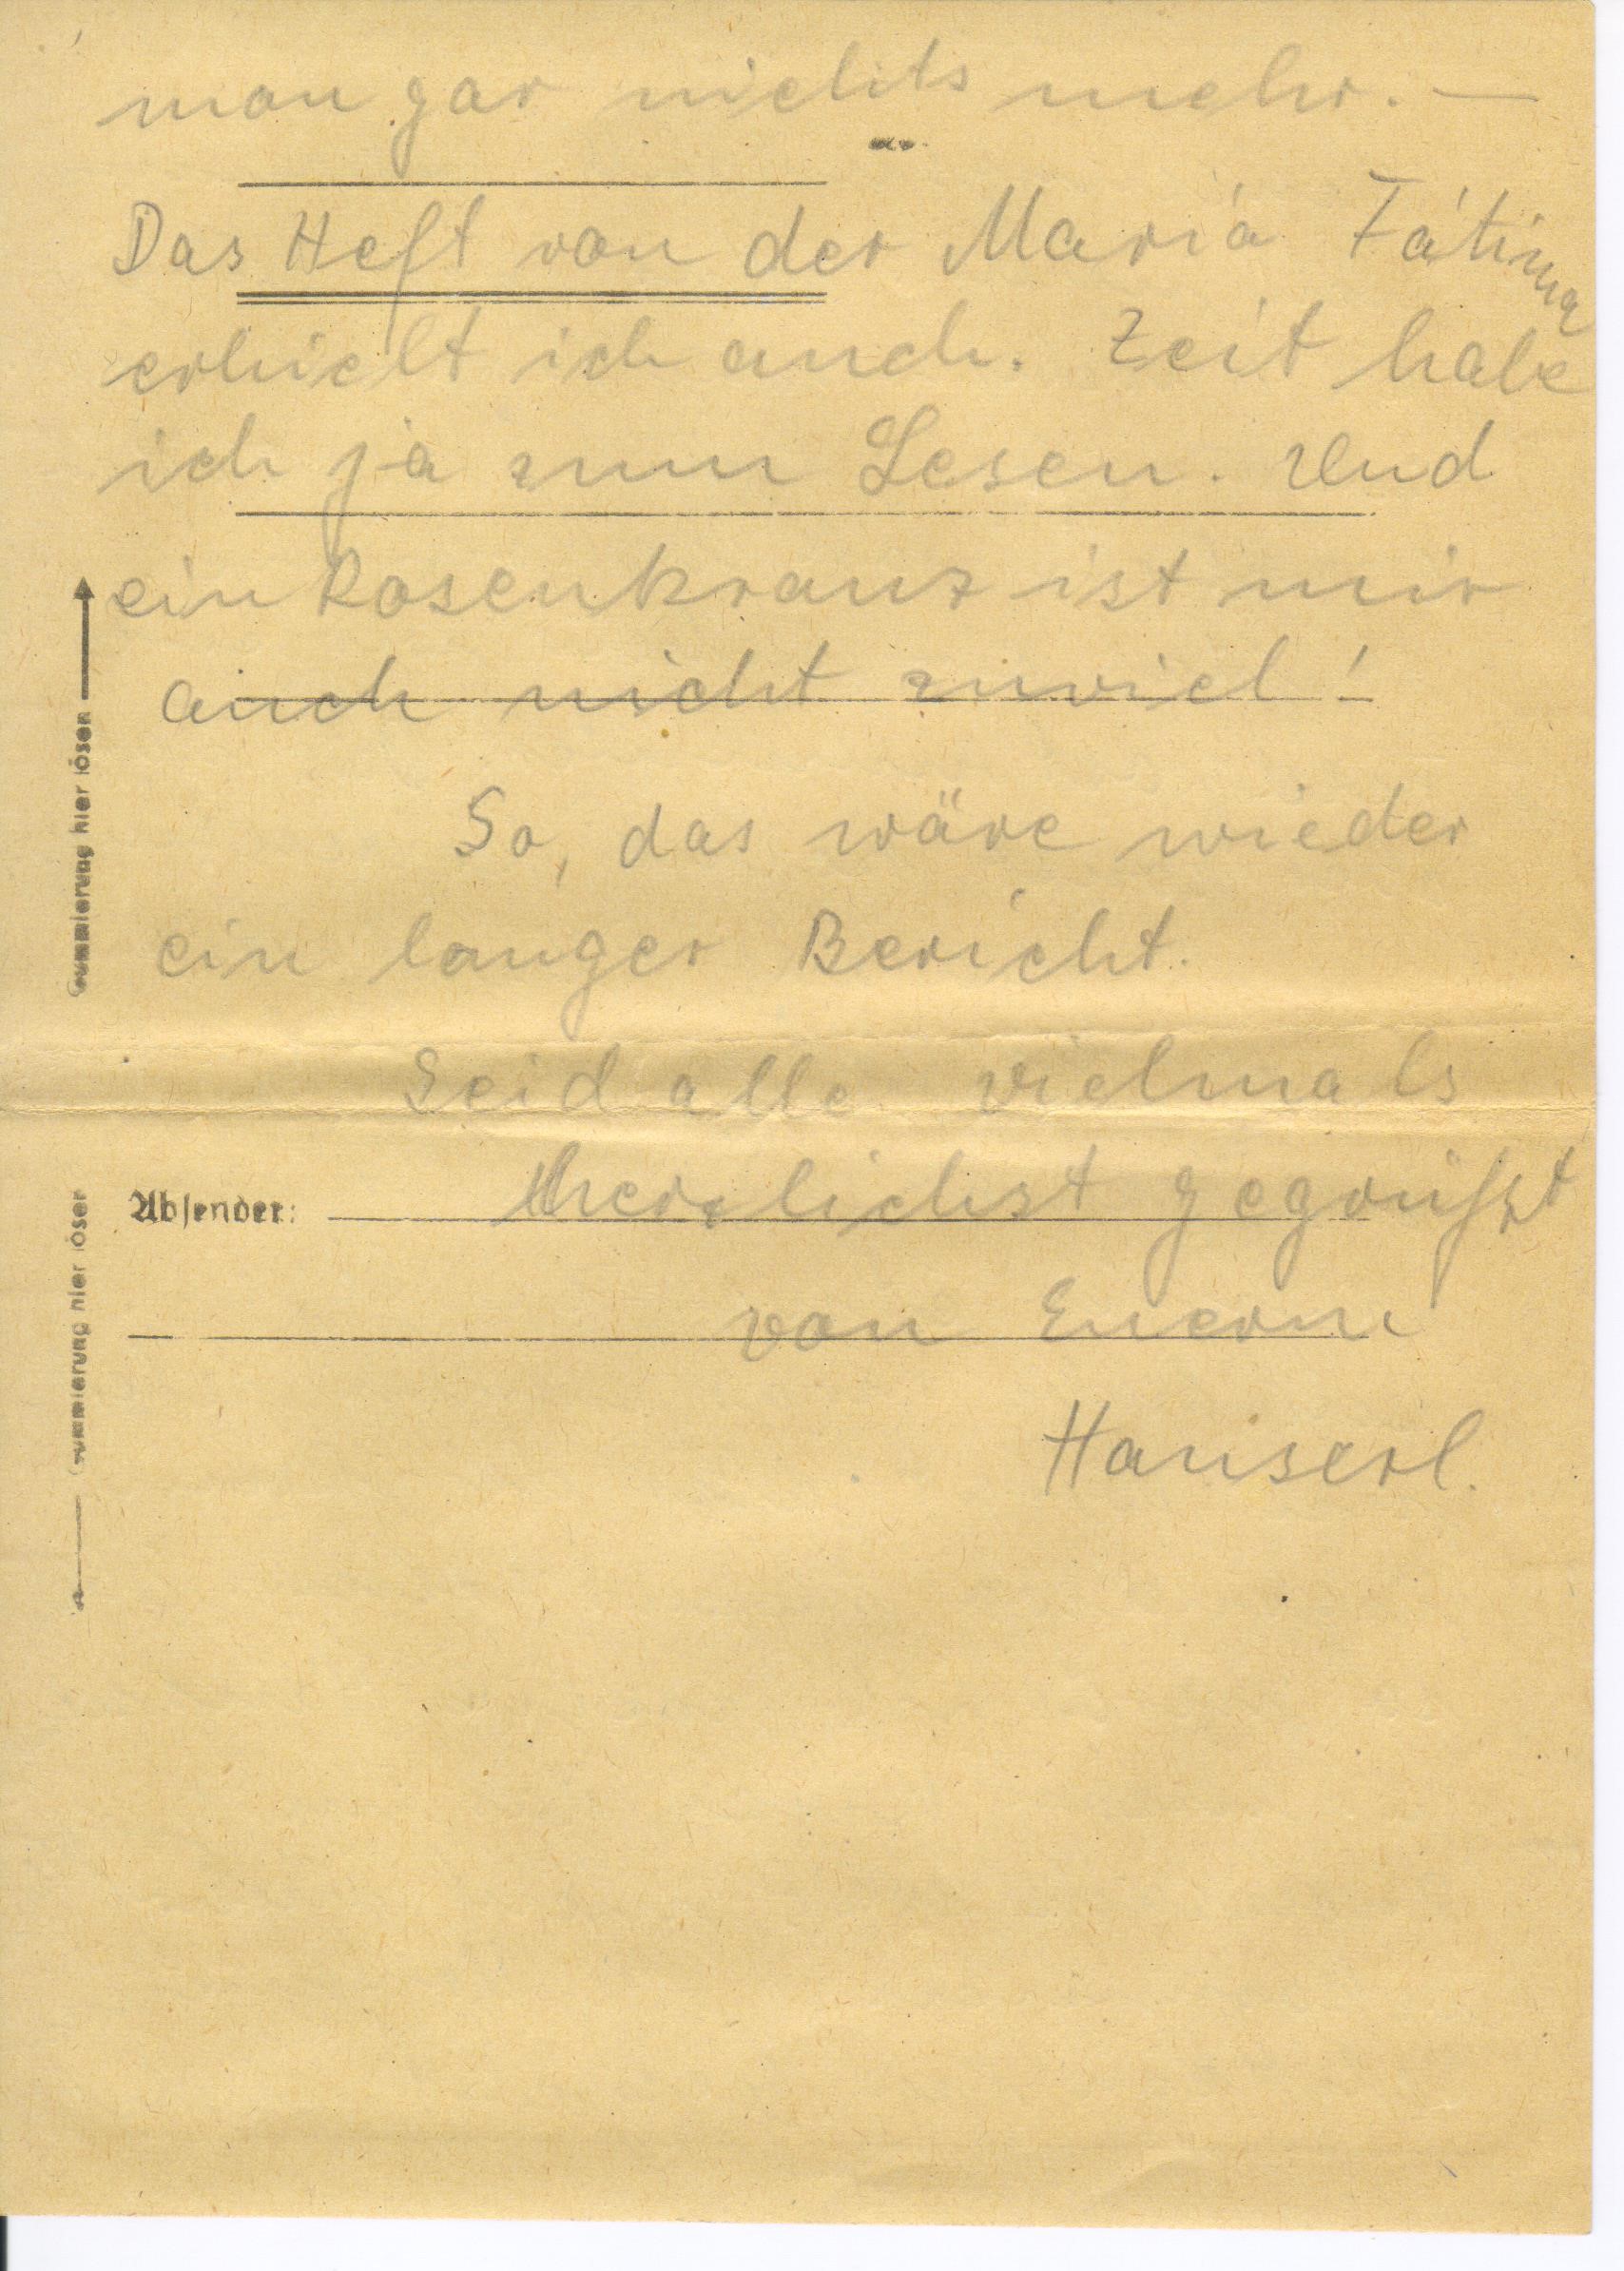 man gar nichts mehr. —
Das Heft von der Maria Fátima
erhielt ich auch. Zeit habe
ich ja zum Lesen. Und
ein Rosenkranz ist mir
auch nicht zuviel!
So, das wäre wieder
ein langer Bericht.
Seid alle vielmals
herzlichst gegrüßt
von Euerm
Hanserl.
Absender:
Gummierung hier lösen
Gummierung hier lösen